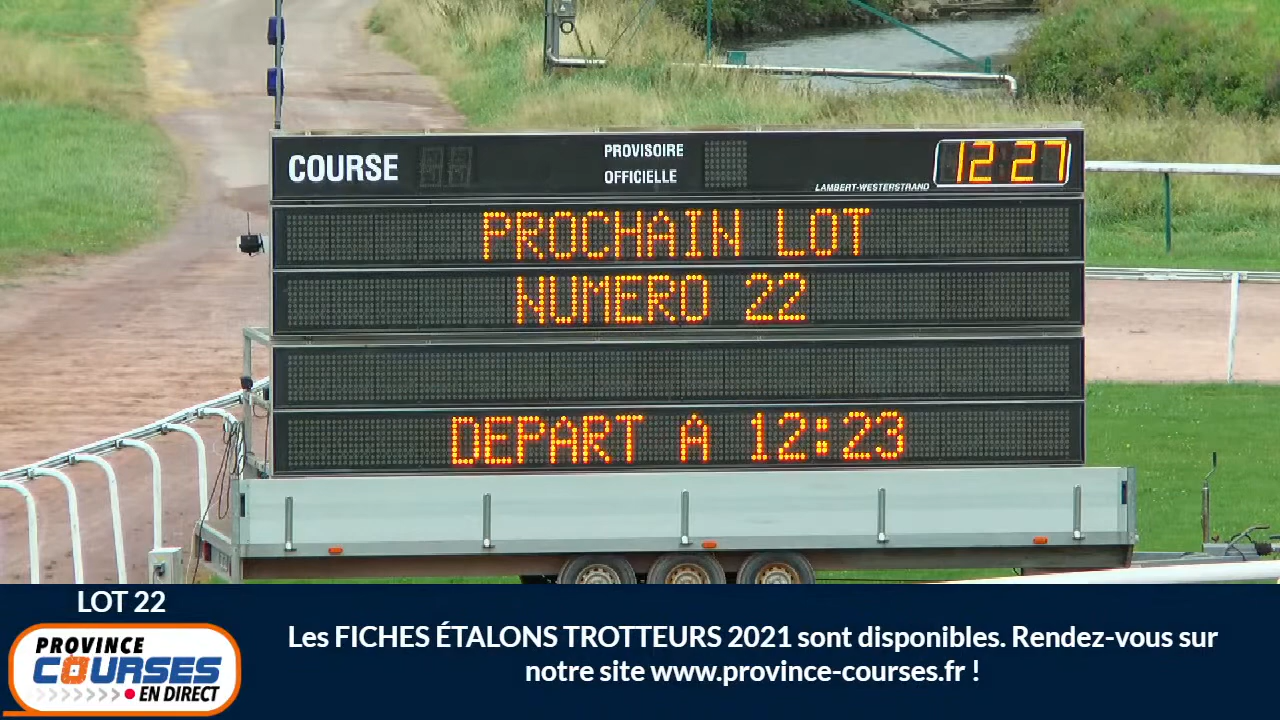 COURSE
PROVISOIRE
OFFICIELLE
12 27
LAMBERT-WESTERSTRAND
PROCHAIN LOT
NUMERO 22
DEPART A 12:23
LOT 22
PROVINCE
COURSES
EN DIRECT
Les FICHES ÉTALONS TROTTEURS 2021 sont disponibles. Rendez-vous sur
notre site www.province-courses.fr !